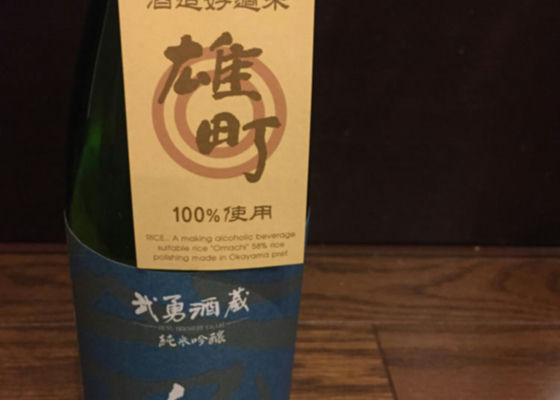 酒造好適米
雄町
100%使用
RICE... A making alcoholic beverage
suitable rice "Omachi" 58% rice
polishing made in Okayama pref.
武勇酒蔵
純米吟醸